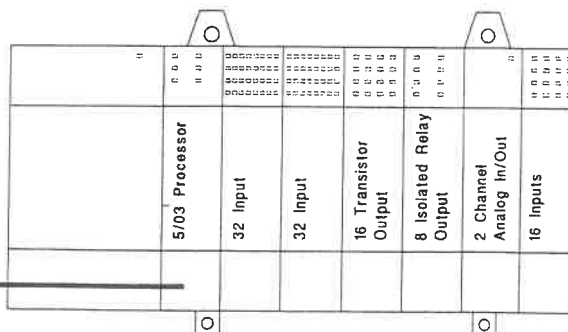 5/03 Processor
32 Input
32 Input
16 Transistor
Output
8 Isolated Relay
Output
2 Channel
Analog In/Out
16 Inputs